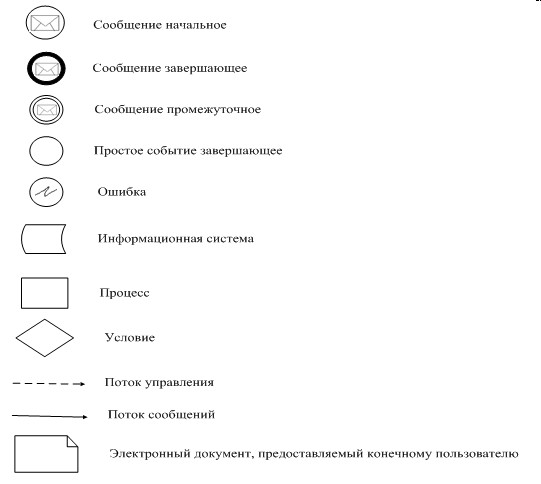 Сообщение начальное
Сообщение завершающее
Сообщение промежуточное
Простое событие завершающее
Ошибка
Информационная система
Процесс
Условие
Поток управления
Поток сообщений
Электронный документ, предоставляемый конечному пользователю